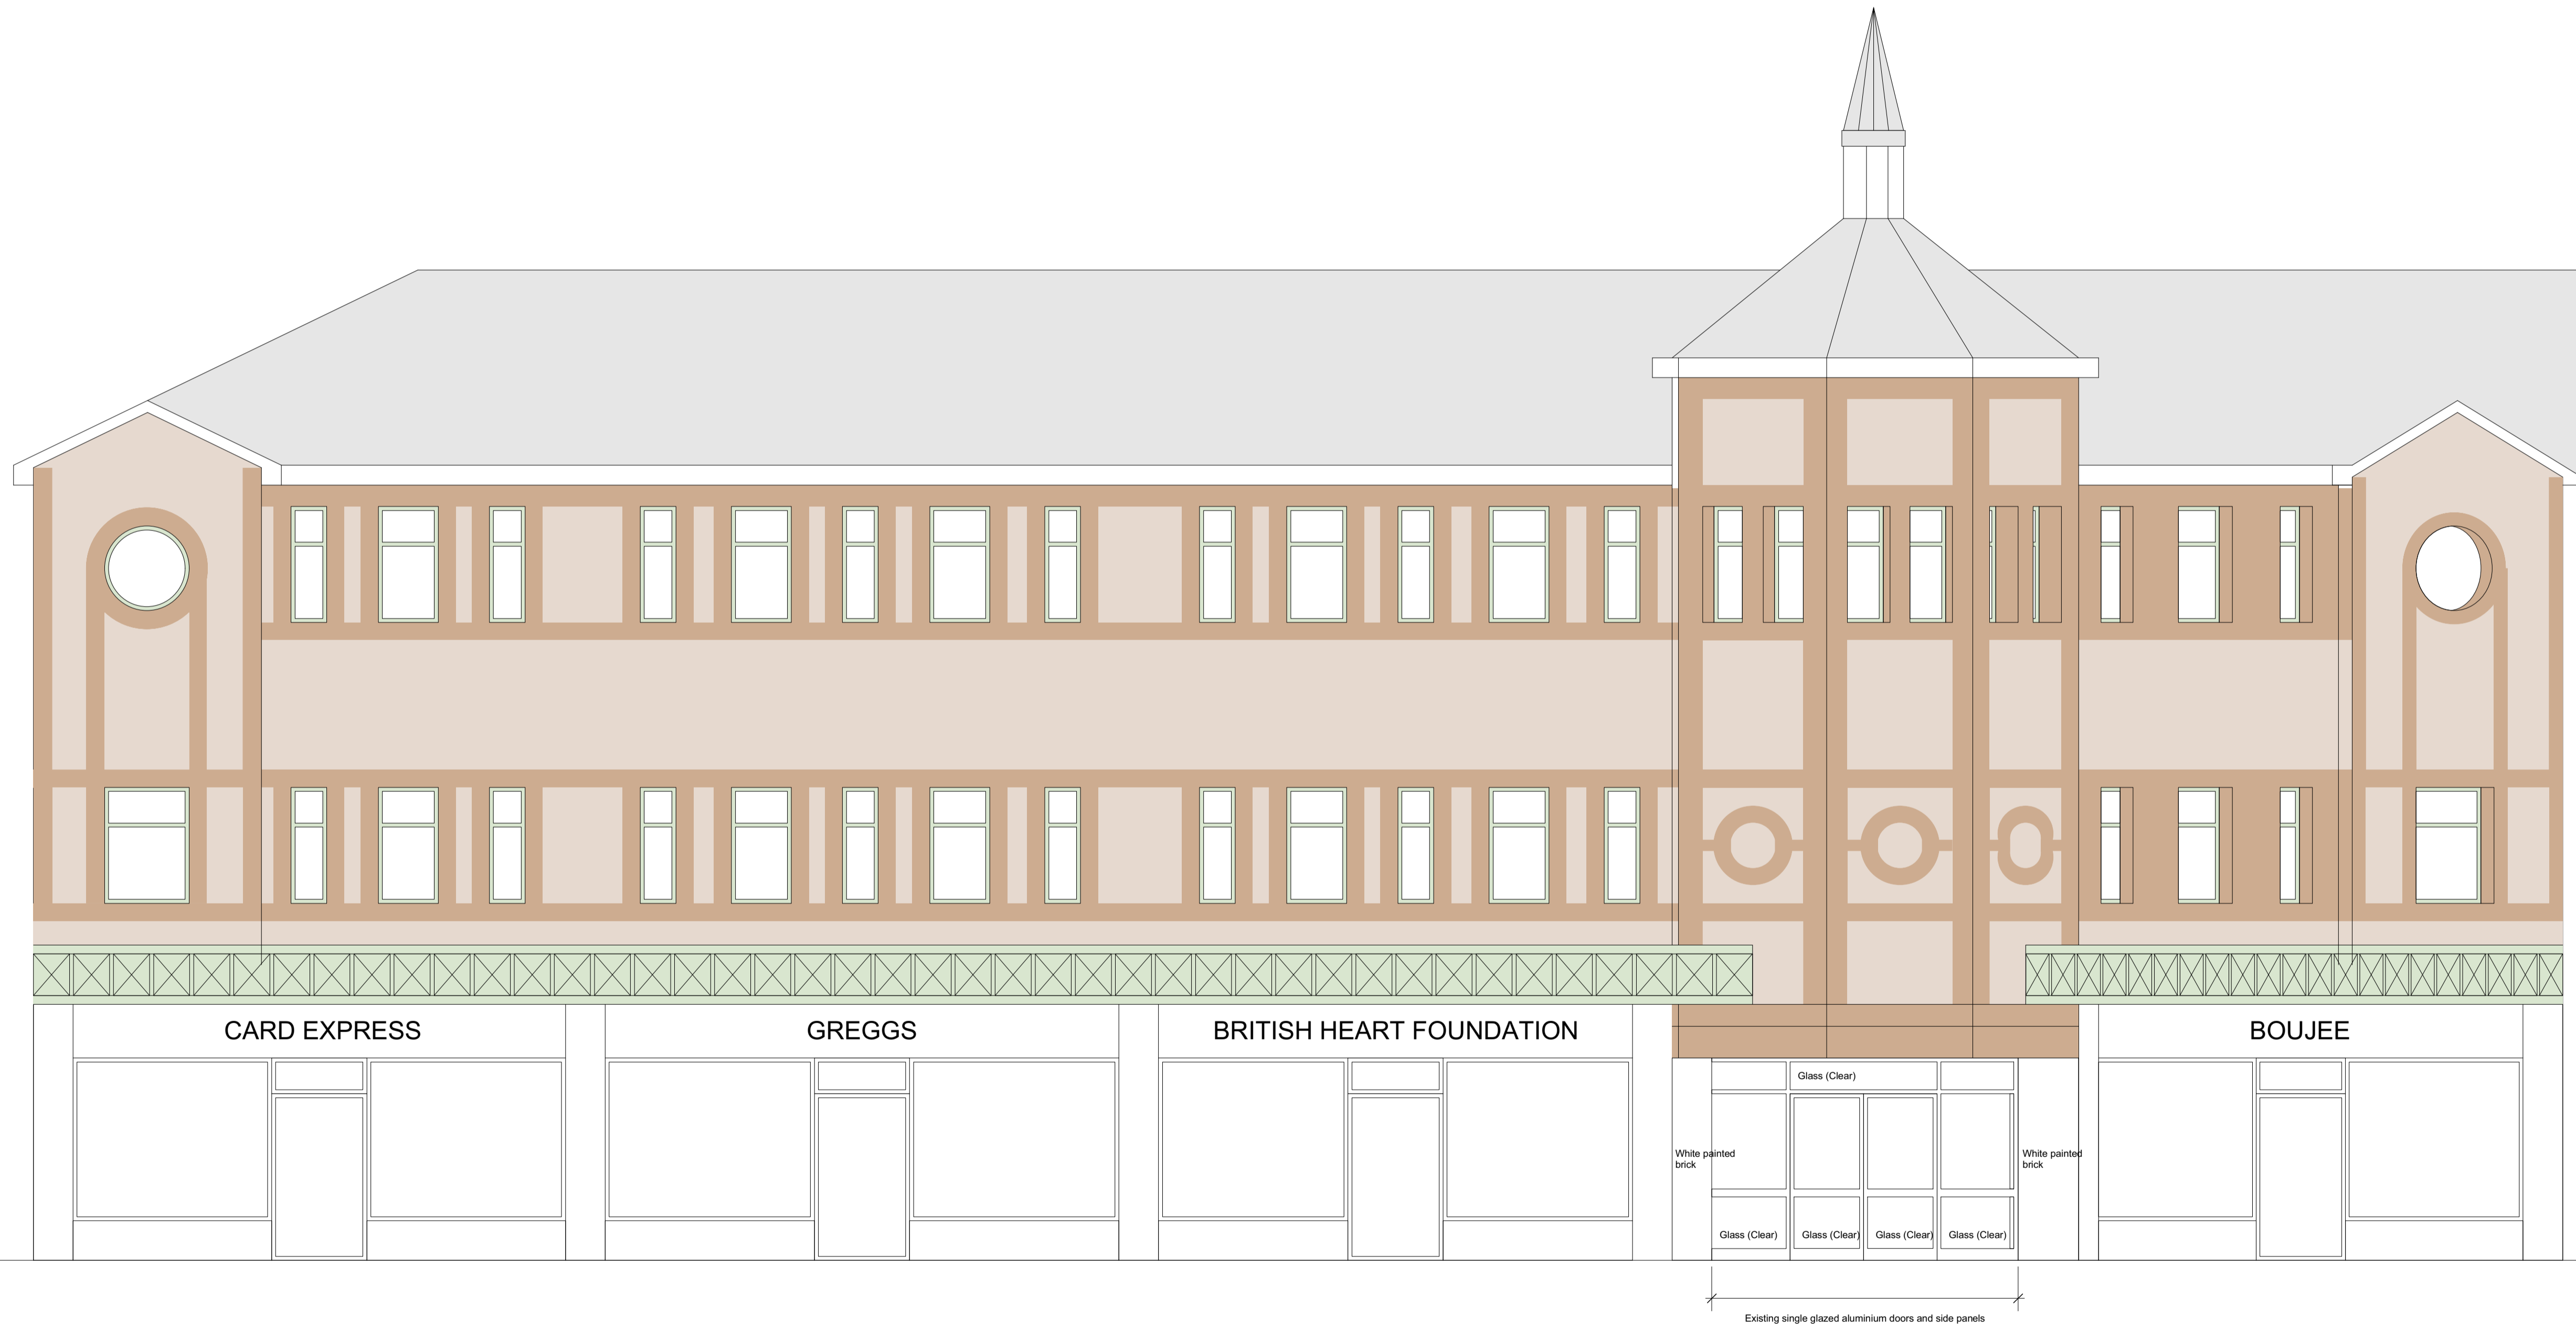 CARD EXPRESS
GREGGS
BRITISH HEART FOUNDATION
BOUJEE
Glass (Clear)
White painted
brick
White painted
brick
Glass (Clear)
Glass (Clear)
Glass (Clear)
Glass (Clear)
Existing single glazed aluminium doors and side panels